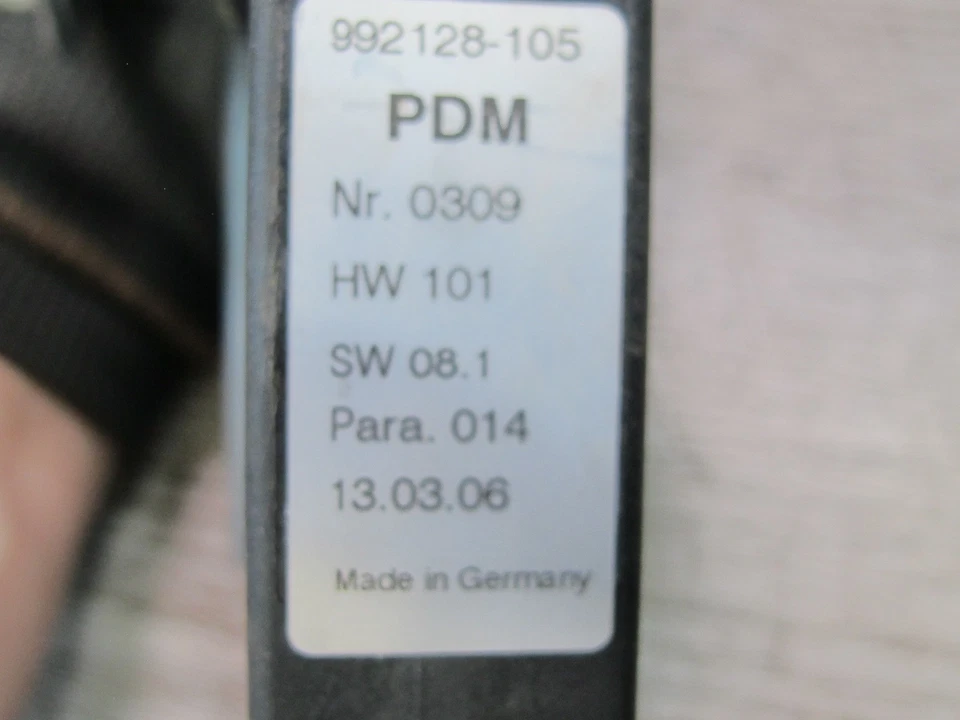 992128-105
PDM
Nr. 0309
HW 101
SW 08.1
Para. 014
13.03.06
Made in Germany